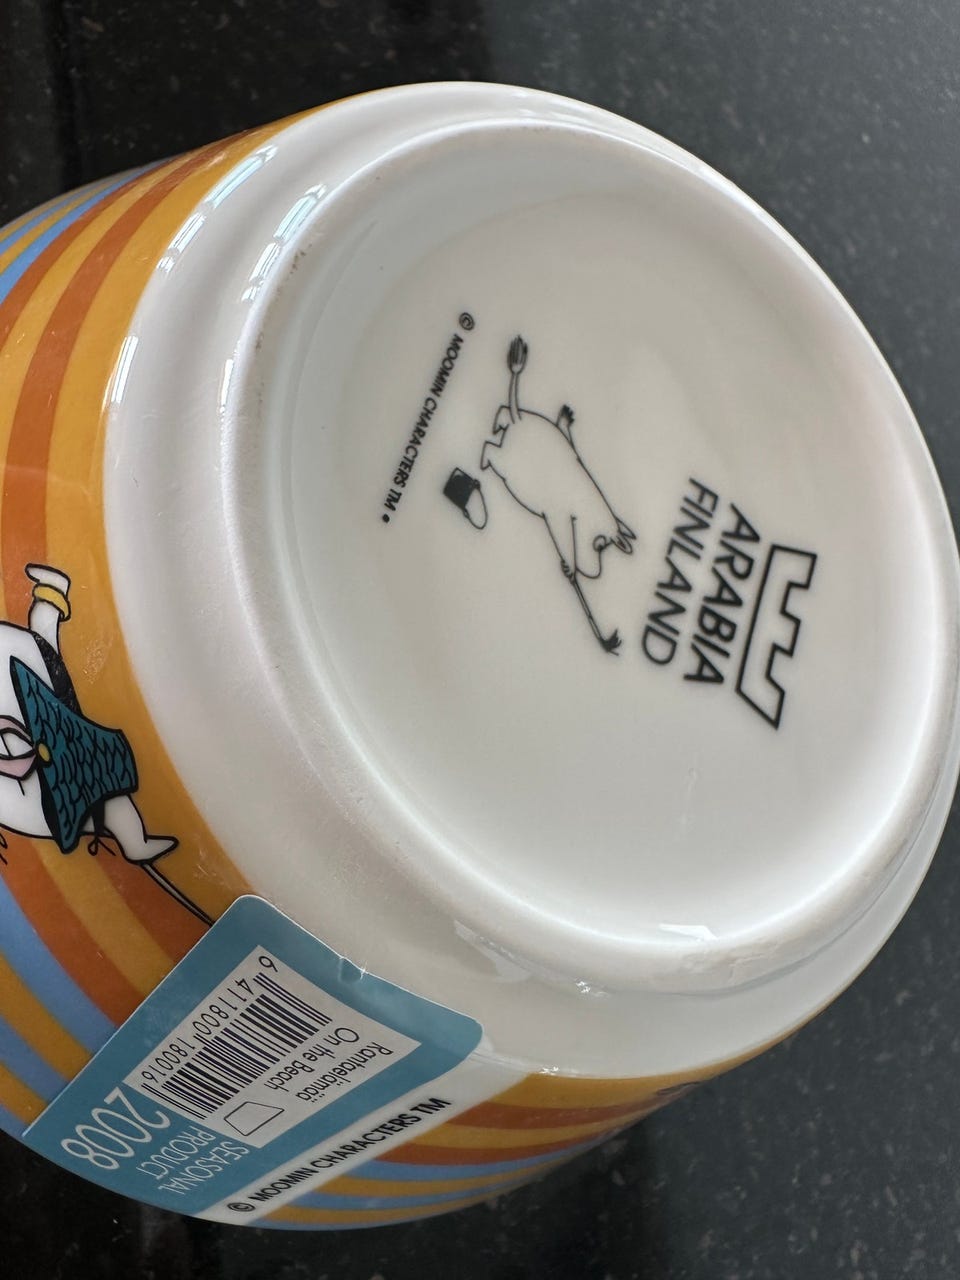 ARABIA
FINLAND
© MOOMIN CHARACTERS TM
Rantaelämää
On the Beach
6 411800 180016
2008
SEASONAL
PRODUCT
© MOOMIN CHARACTERS TM